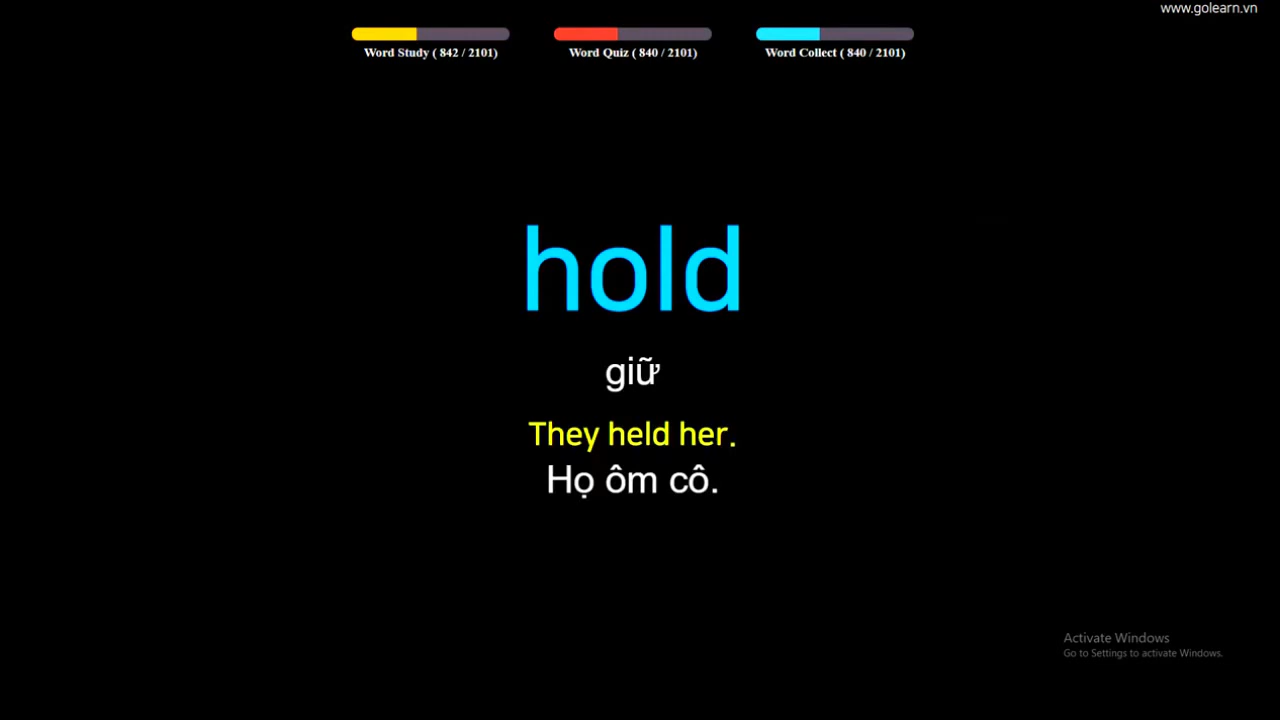 www.golearn.vn
Word Study ( 842 / 2101) Word Quiz ( 840 / 2101) Word Collect ( 840 / 2101)
hold
giữ
They held her.
Họ ôm cô.
Activate Windows
Go to Settings to activate Windows.